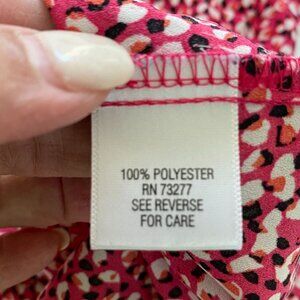 100% POLYESTER
RN 73277
SEE REVERSE
FOR CARE